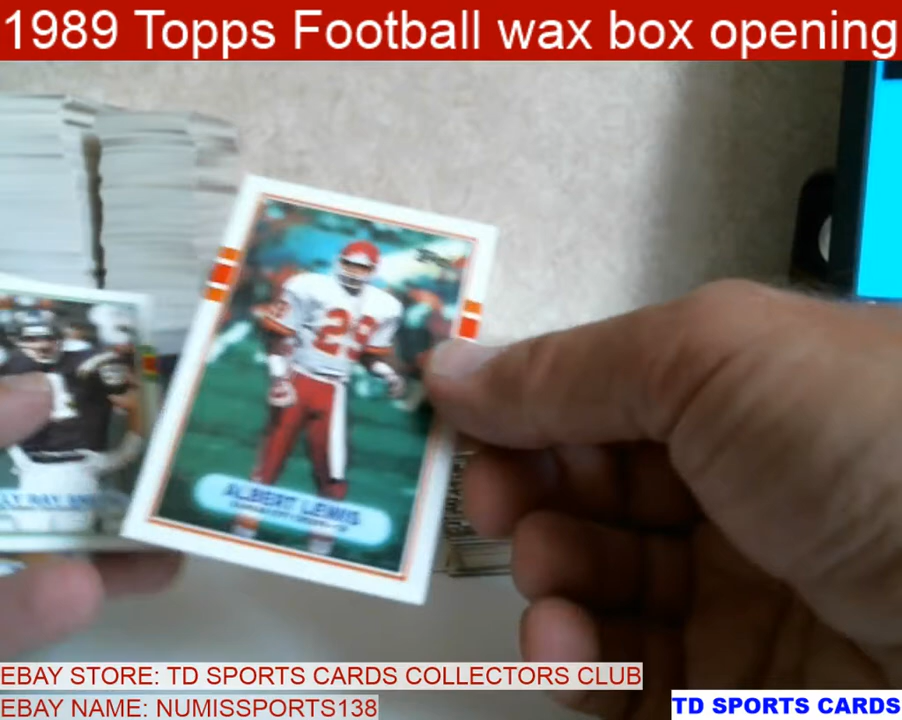 1989 Topps Football wax box opening
29
ALBERT LEWIS
EBAY STORE: TD SPORTS CARDS COLLECTORS CLUB
EBAY NAME: NUMISSPORTS138
TD SPORTS CARDS